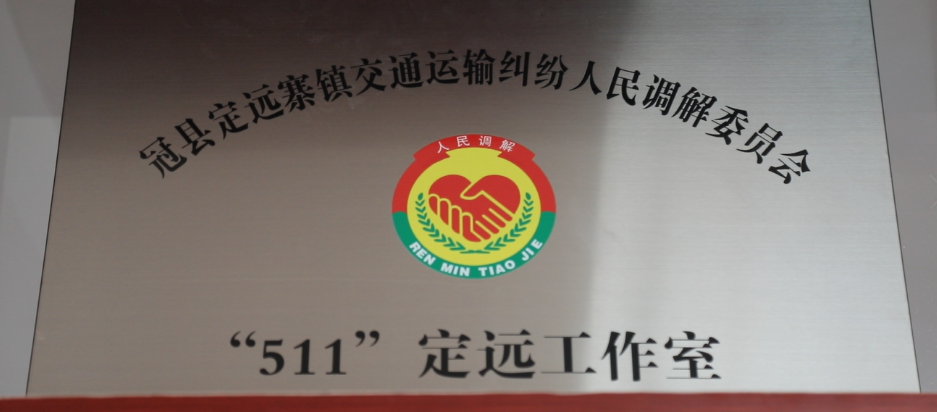 冠县定远寨镇交通运输纠纷人民调解委员会
人民调解
REN MIN TIAO JIE
“511”定远工作室